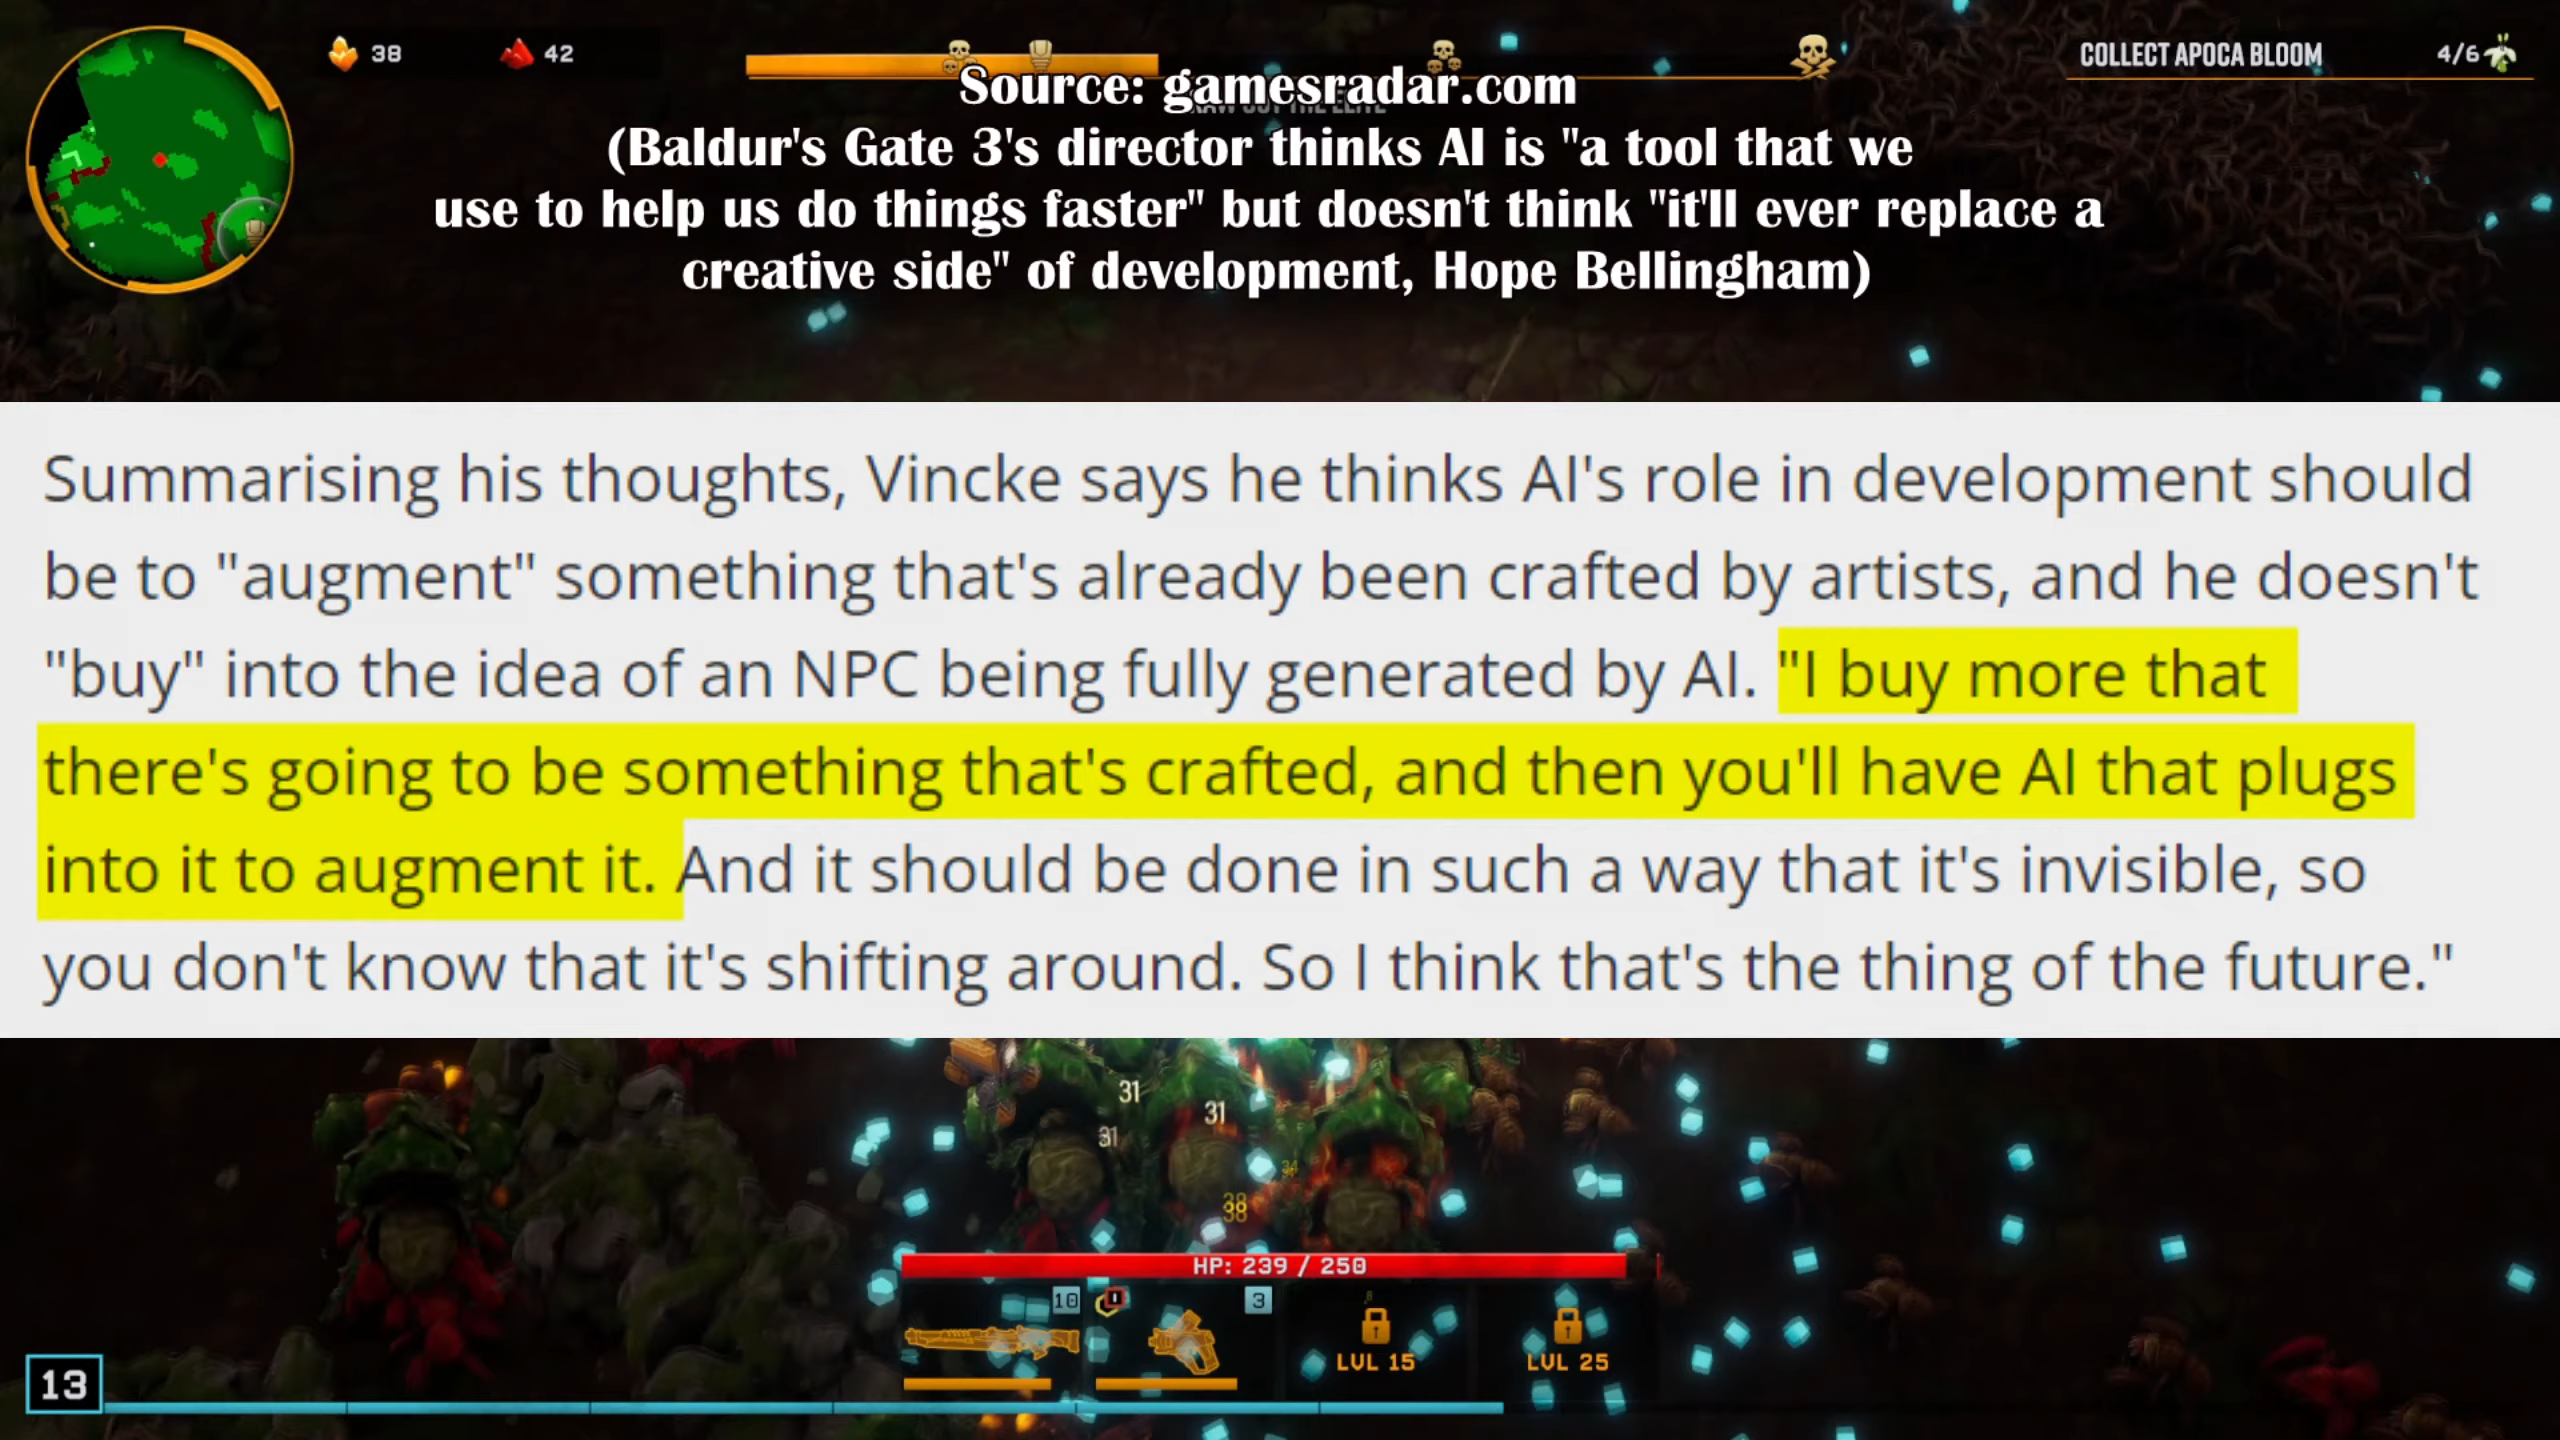 38
42
COLLECT APOCA BLOOM
4/6
Source: gamesradar.com
(Baldur's Gate 3's director thinks AI is "a tool that we
use to help us do things faster" but doesn't think "it'll ever replace a
creative side" of development, Hope Bellingham)
Summarising his thoughts, Vincke says he thinks AI's role in development should
be to "augment" something that's already been crafted by artists, and he doesn't
"buy" into the idea of an NPC being fully generated by AI. "I buy more that
there's going to be something that's crafted, and then you'll have AI that plugs
into it to augment it. And it should be done in such a way that it's invisible, so
you don't know that it's shifting around. So I think that's the thing of the future."
31
31
31
34
38
38
HP: 239 / 250
10
3
LVL 15
LVL 25
13